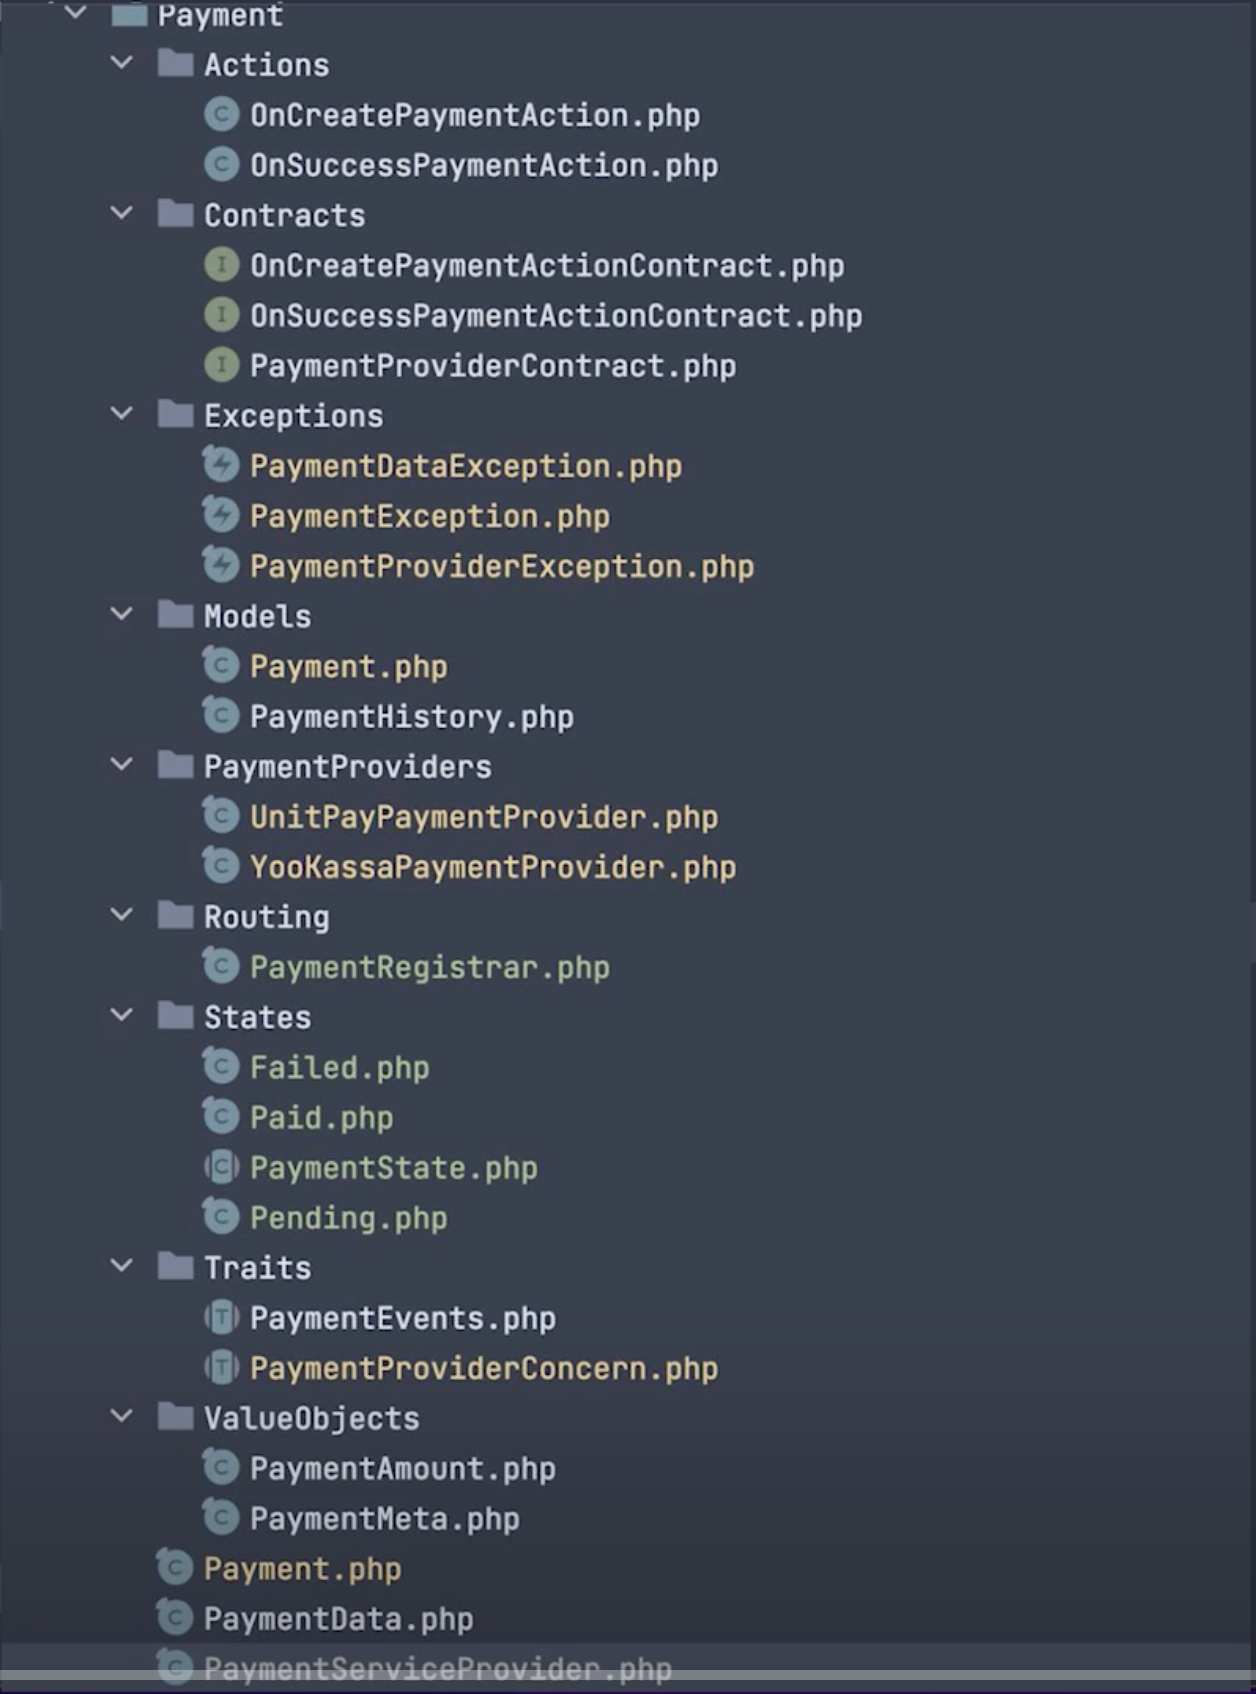 Payment
Actions
OnCreatePaymentAction.php
OnSuccessPaymentAction.php
Contracts
OnCreatePaymentActionContract.php
OnSuccessPaymentActionContract.php
PaymentProviderContract.php
Exceptions
PaymentDataException.php
PaymentException.php
PaymentProviderException.php
Models
Payment.php
PaymentHistory.php
PaymentProviders
UnitPayPaymentProvider.php
YooKassaPaymentProvider.php
Routing
PaymentRegistrar.php
States
Failed.php
Paid.php
PaymentState.php
Pending.php
Traits
PaymentEvents.php
PaymentProviderConcern.php
ValueObjects
PaymentAmount.php
PaymentMeta.php
Payment.php
PaymentData.php
PaymentServiceProvider.php